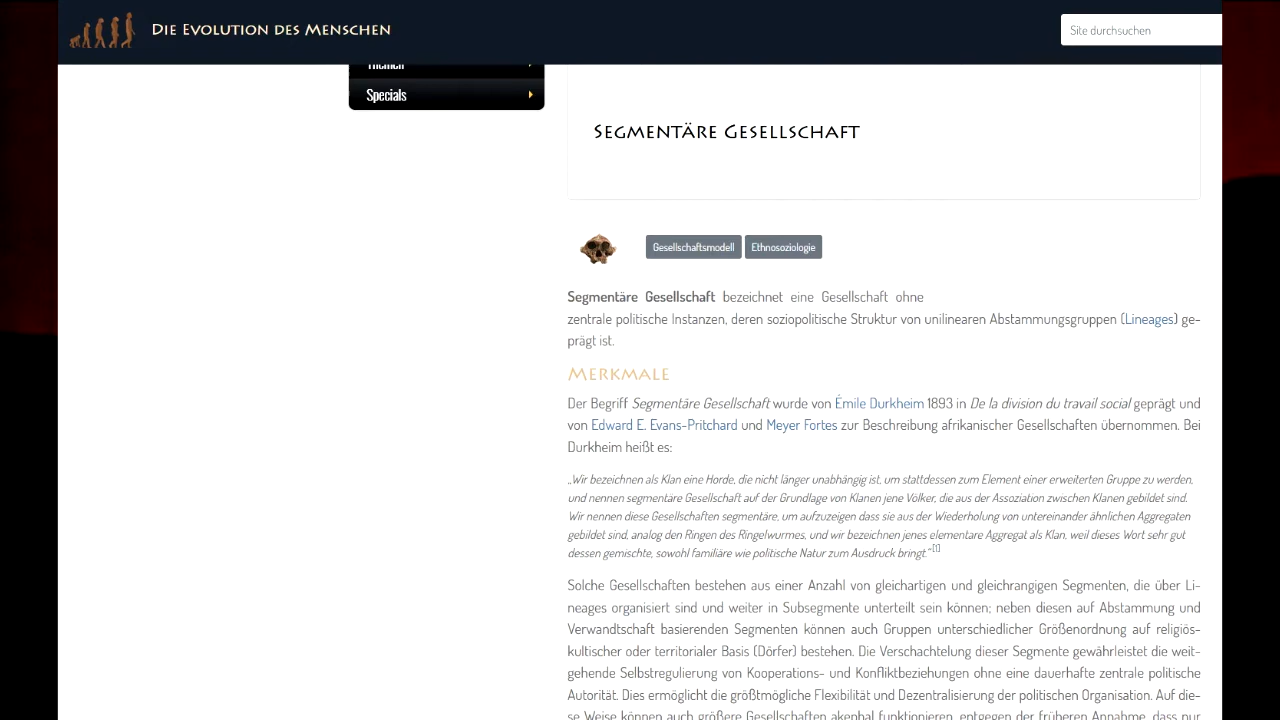 Die Evolution des Menschen
Site durchsuchen
Themen
Specials
Segmentäre Gesellschaft
Gesellschaftsmodell Ethnosoziologie
Segmentäre Gesellschaft bezeichnet eine Gesellschaft ohne
zentrale politische Instanzen, deren soziopolitische Struktur von unilinearen Abstammungsgruppen (Lineages) ge-
prägt ist.
Merkmale
Der Begriff Segmentäre Gesellschaft wurde von Émile Durkheim 1893 in De la division du travail social geprägt und
von Edward E. Evans-Pritchard und Meyer Fortes zur Beschreibung afrikanischer Gesellschaften übernommen. Bei
Durkheim heißt es:
„Wir bezeichnen als Klan eine Horde, die nicht länger unabhängig ist, um stattdessen zum Element einer erweiterten Gruppe zu werden,
und nennen segmentäre Gesellschaft auf der Grundlage von Klanen jene Völker, die aus der Assoziation zwischen Klanen gebildet sind.
Wir nennen diese Gesellschaften segmentäre, um aufzuzeigen dass sie aus der Wiederholung von untereinander ähnlichen Aggregaten
gebildet sind, analog den Ringen des Ringelwurmes, und wir bezeichnen jenes elementare Aggregat als Klan, weil dieses Wort sehr gut
dessen gemischte, sowohl familiäre wie politische Natur zum Ausdruck bringt.“[1]
Solche Gesellschaften bestehen aus einer Anzahl von gleichartigen und gleichrangigen Segmenten, die über Li-
neages organisiert sind und weiter in Subsegmente unterteilt sein können; neben diesen auf Abstammung und
Verwandtschaft basierenden Segmenten können auch Gruppen unterschiedlicher Größenordnung auf religiös-
kultischer oder territorialer Basis (Dörfer) bestehen. Die Verschachtelung dieser Segmente gewährleistet die weit-
gehende Selbstregulierung von Kooperations- und Konfliktbeziehungen ohne eine dauerhafte zentrale politische
Autorität. Dies ermöglicht die größtmögliche Flexibilität und Dezentralisierung der politischen Organisation. Auf die-
se Weise können auch größere Gesellschaften akephal funktionieren, entgegen der früheren Annahme, dass nur